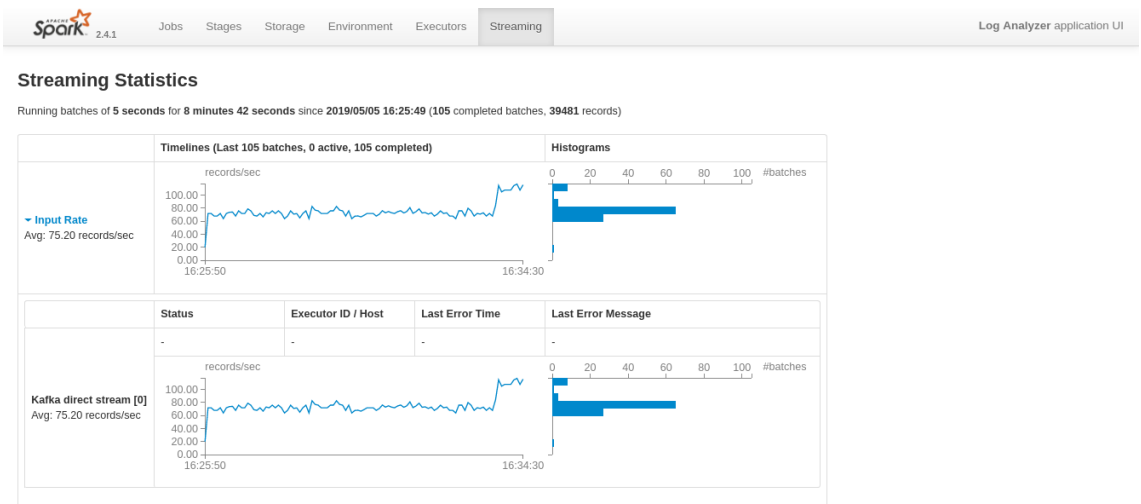 APACHE
Spark 2.4.1 Jobs Stages Storage Environment Executors Streaming Log Analyzer application UI
Streaming Statistics
Running batches of 5 seconds for 8 minutes 42 seconds since 2019/05/05 16:25:49 (105 completed batches, 39481 records)
Timelines (Last 105 batches, 0 active, 105 completed) Histograms
records/sec 0 20 40 60 80 100 #batches
100.00
80.00
60.00
40.00
20.00
0.00
16:25:50 16:34:30
Input Rate
Avg: 75.20 records/sec
Status Executor ID / Host Last Error Time Last Error Message
- - - -
records/sec 0 20 40 60 80 100 #batches
100.00
80.00
60.00
40.00
20.00
0.00
16:25:50 16:34:30
Kafka direct stream [0]
Avg: 75.20 records/sec